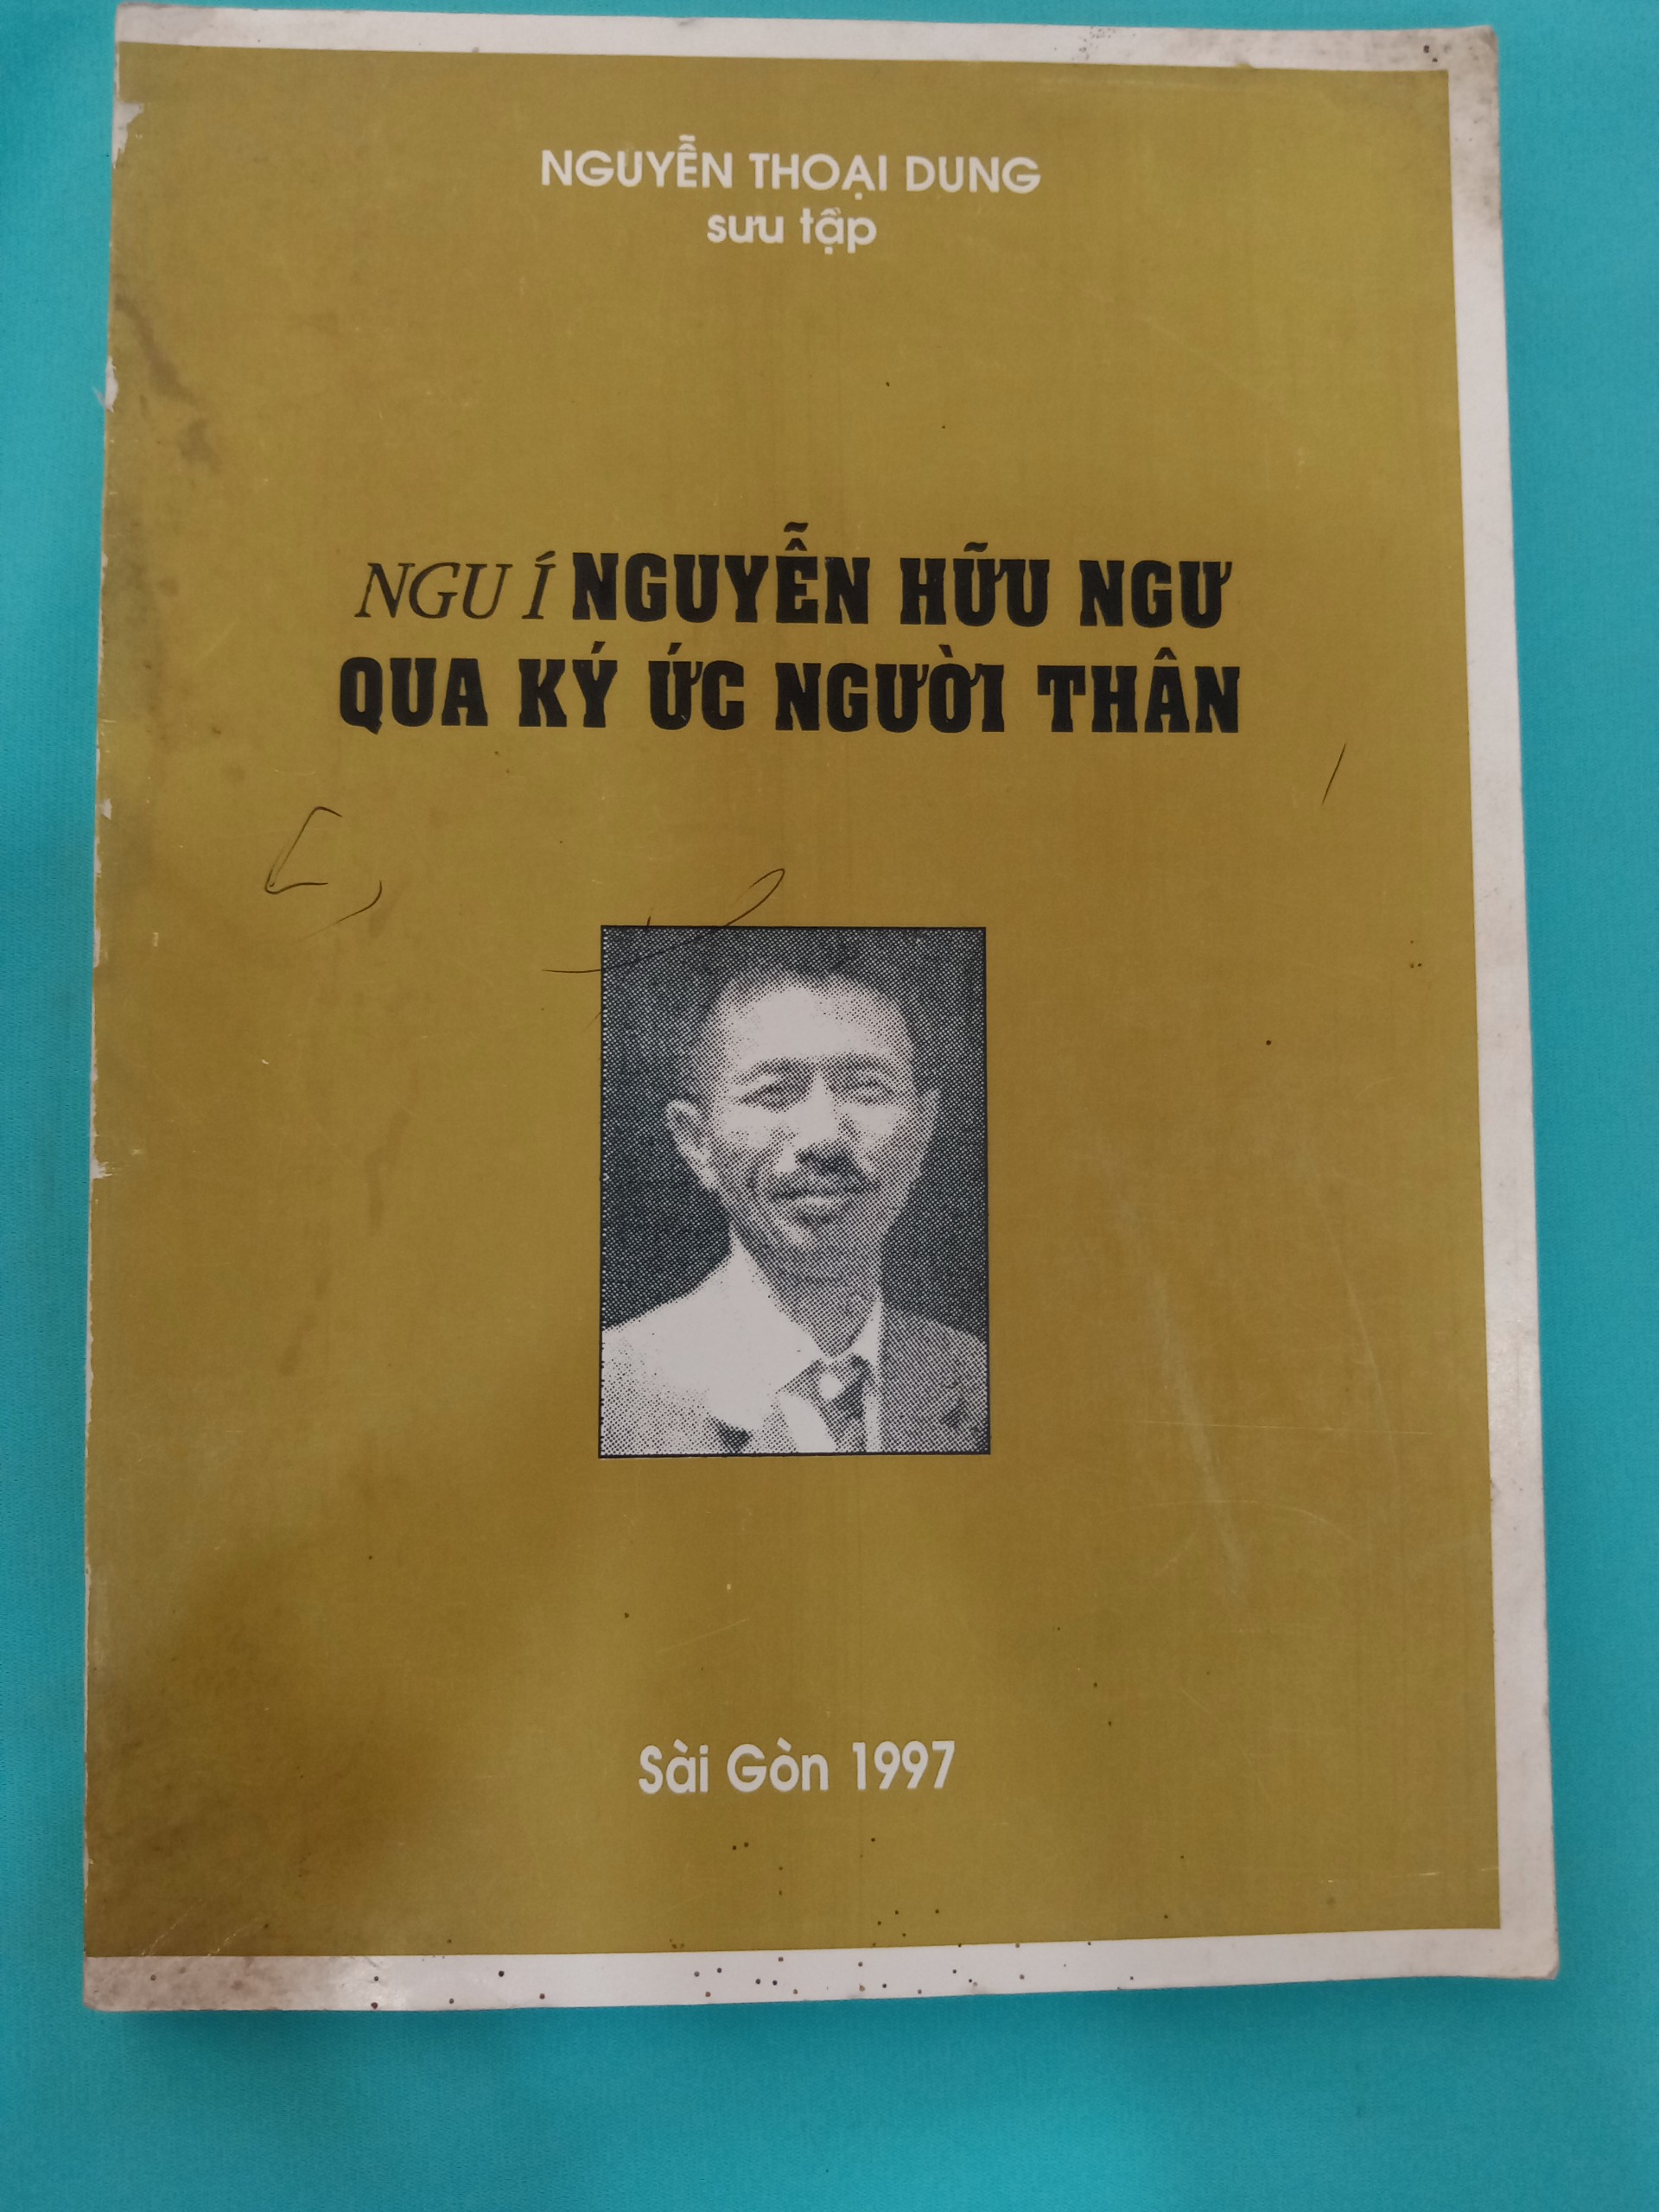 NGUYỄN THOẠI DUNG
sưu tập
NGU Í NGUYỄN HỮU NGƯ
QUA KÝ ỨC NGƯỜI THÂN
Sài Gòn 1997